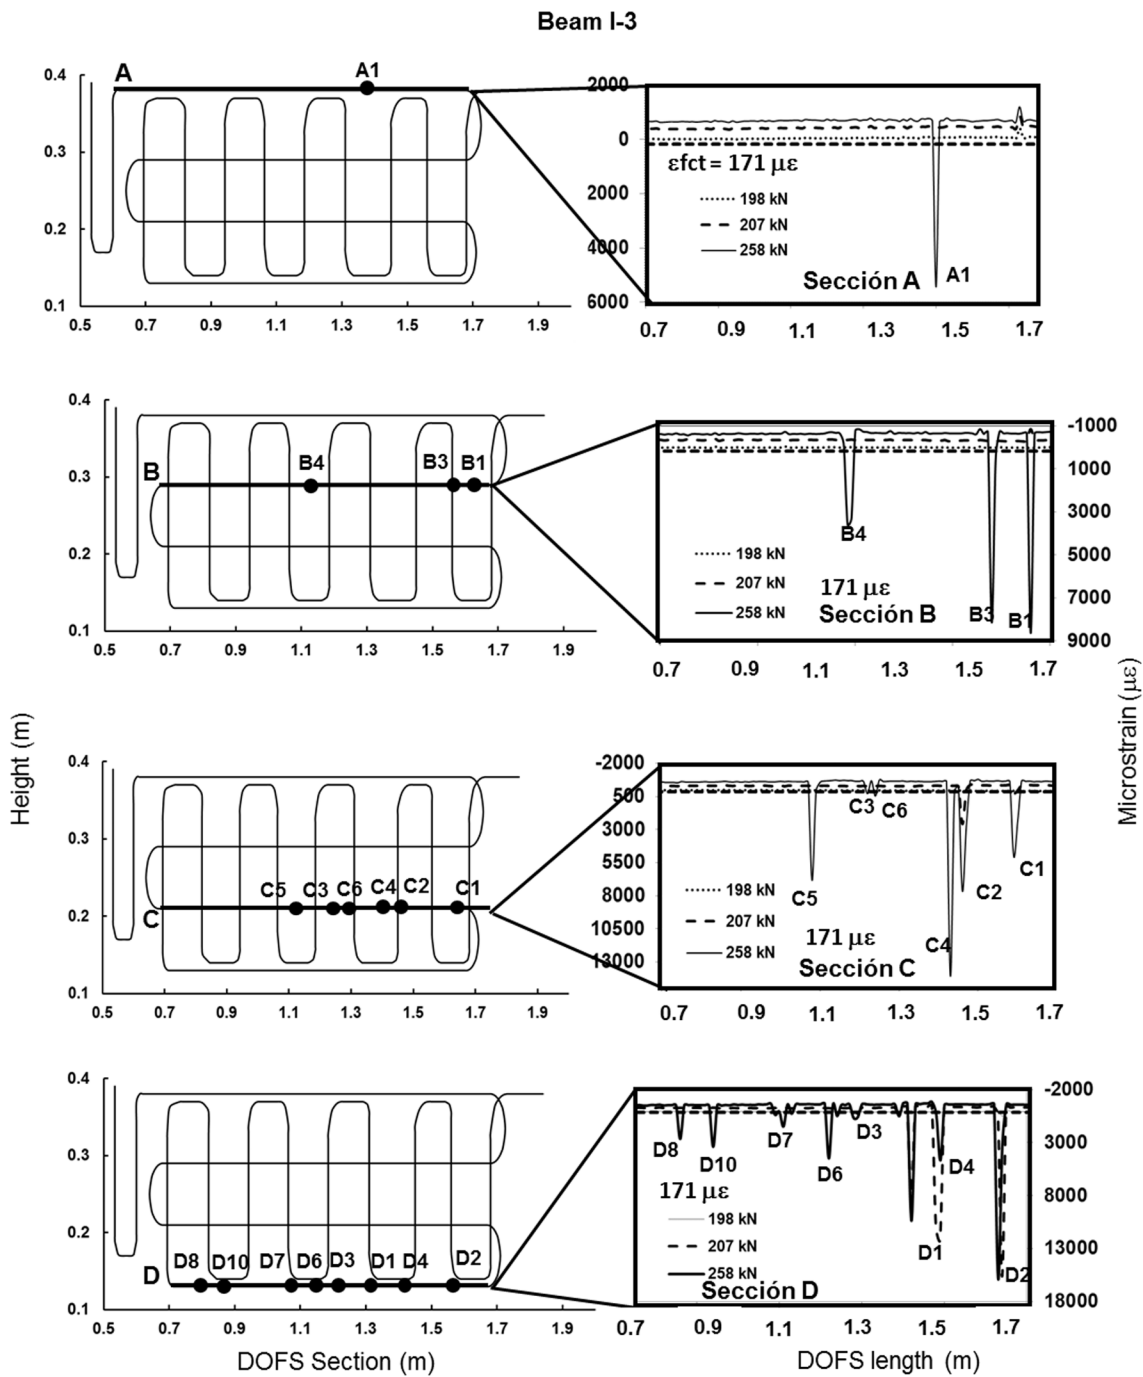 Beam I-3
0.4
0.3
0.2
0.1
A
A1
0.5 0.7 0.9 1.1 1.3 1.5 1.7 1.9
2000
0
2000
4000
6000
εfct = 171 με
198 kN
207 kN
258 kN
Sección A
A1
0.7 0.9 1.1 1.3 1.5 1.7
0.4
0.3
0.2
0.1
B
B4 B3 B1
0.5 0.7 0.9 1.1 1.3 1.5 1.7 1.9
-1000
1000
3000
5000
7000
9000
B4
198 kN
207 kN
258 kN
171 με
Sección B
B3 B1
0.7 0.9 1.1 1.3 1.5 1.7
Height (m)
Microstrain (με)
0.4
0.3
0.2
0.1
C
C5 C3 C6 C4 C2 C1
0.5 0.7 0.9 1.1 1.3 1.5 1.7 1.9
-2000
500
3000
5500
8000
10500
13000
C3 C6
C5
C4
C2
C1
198 kN
207 kN
258 kN
171 με
Sección C
0.7 0.9 1.1 1.3 1.5 1.7
0.4
0.3
0.2
0.1
D
D8 D10 D7 D6 D3 D1 D4 D2
0.5 0.7 0.9 1.1 1.3 1.5 1.7 1.9
DOFS Section (m)
-2000
3000
8000
13000
18000
D8 D10 D7 D6 D3 D4
D1
D2
171 με
198 kN
207 kN
258 kN
Sección D
0.7 0.9 1.1 1.3 1.5 1.7
DOFS length (m)